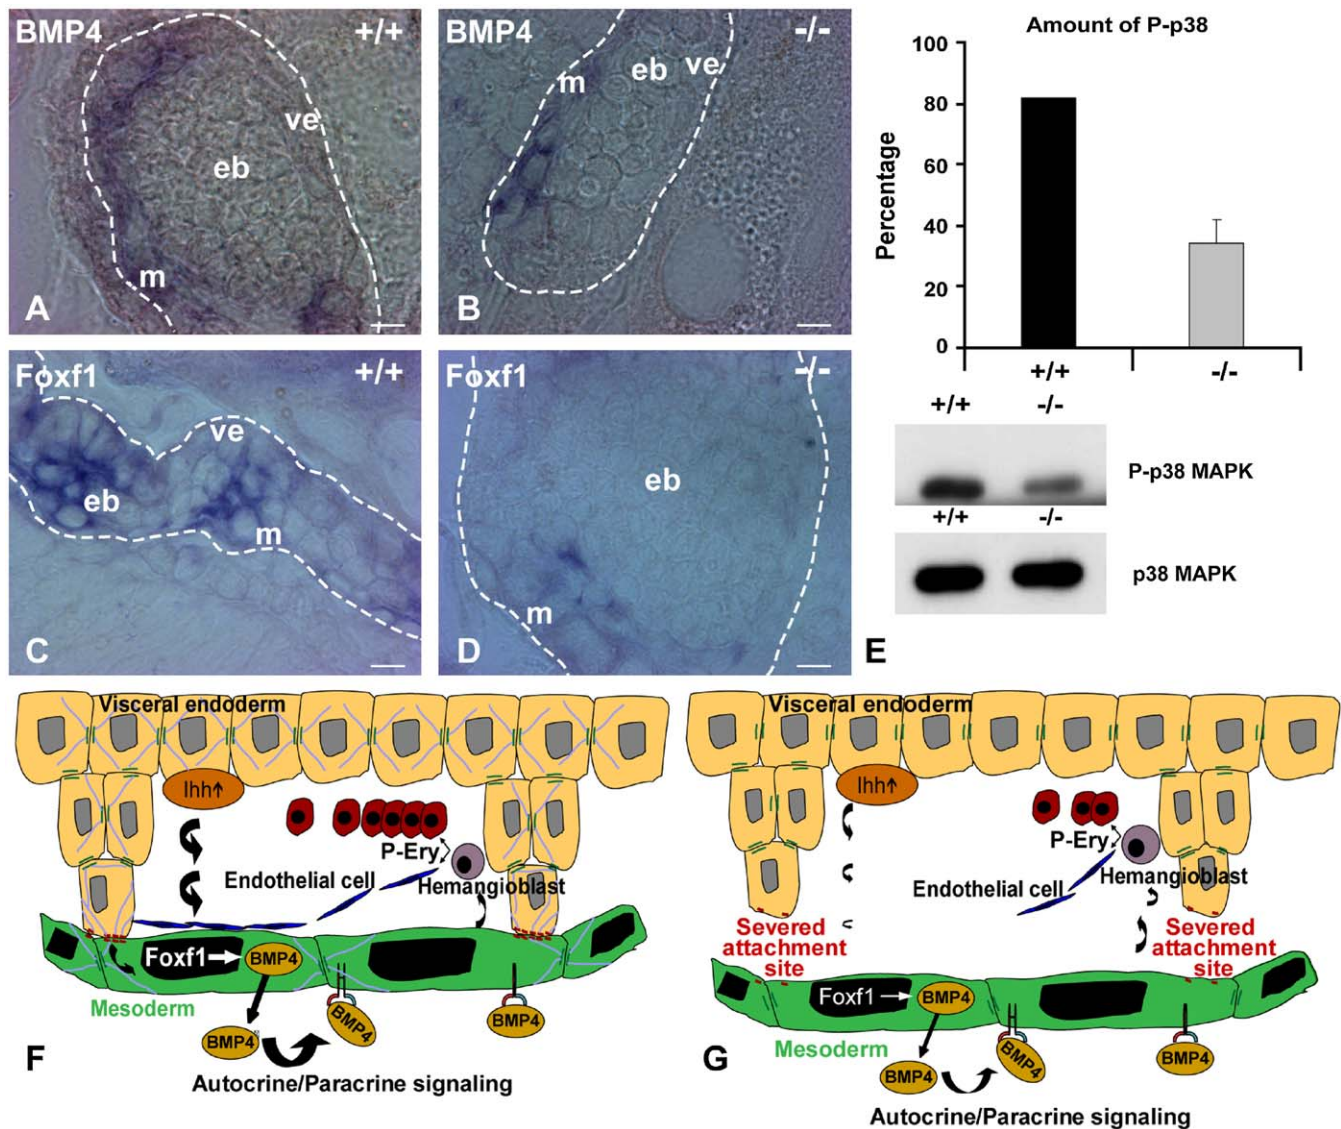 BMP4 +/+
m
eb
ve
A
BMP4 -/-
m
eb
ve
B
Foxf1 +/+
ve
eb
m
C
Foxf1 -/-
eb
m
D
Amount of P-p38
Percentage
100
80
60
40
20
0
+/+ -/-
+/+ -/-
P-p38 MAPK
+/+ -/-
p38 MAPK
E
Visceral endoderm
Ihh↑
P-Ery
Endothelial cell
Hemangioblast
Foxf1 BMP4
Mesoderm
BMP4
BMP4
BMP4
Autocrine/Paracrine signaling
F
Visceral endoderm
Ihh↑
P-Ery
Endothelial cell
Hemangioblast
Severed
attachment
site
Severed
attachment
site
Foxf1 BMP4
Mesoderm
BMP4
BMP4
BMP4
Autocrine/Paracrine signaling
G